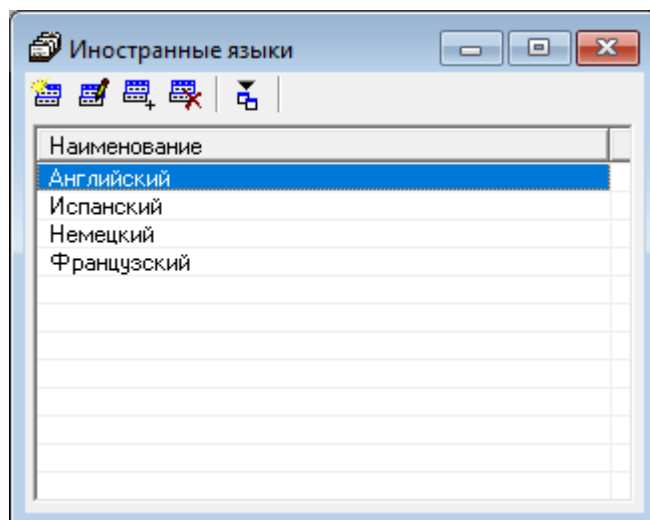 Иностранные языки
Наименование
Английский
Испанский
Немецкий
Французский